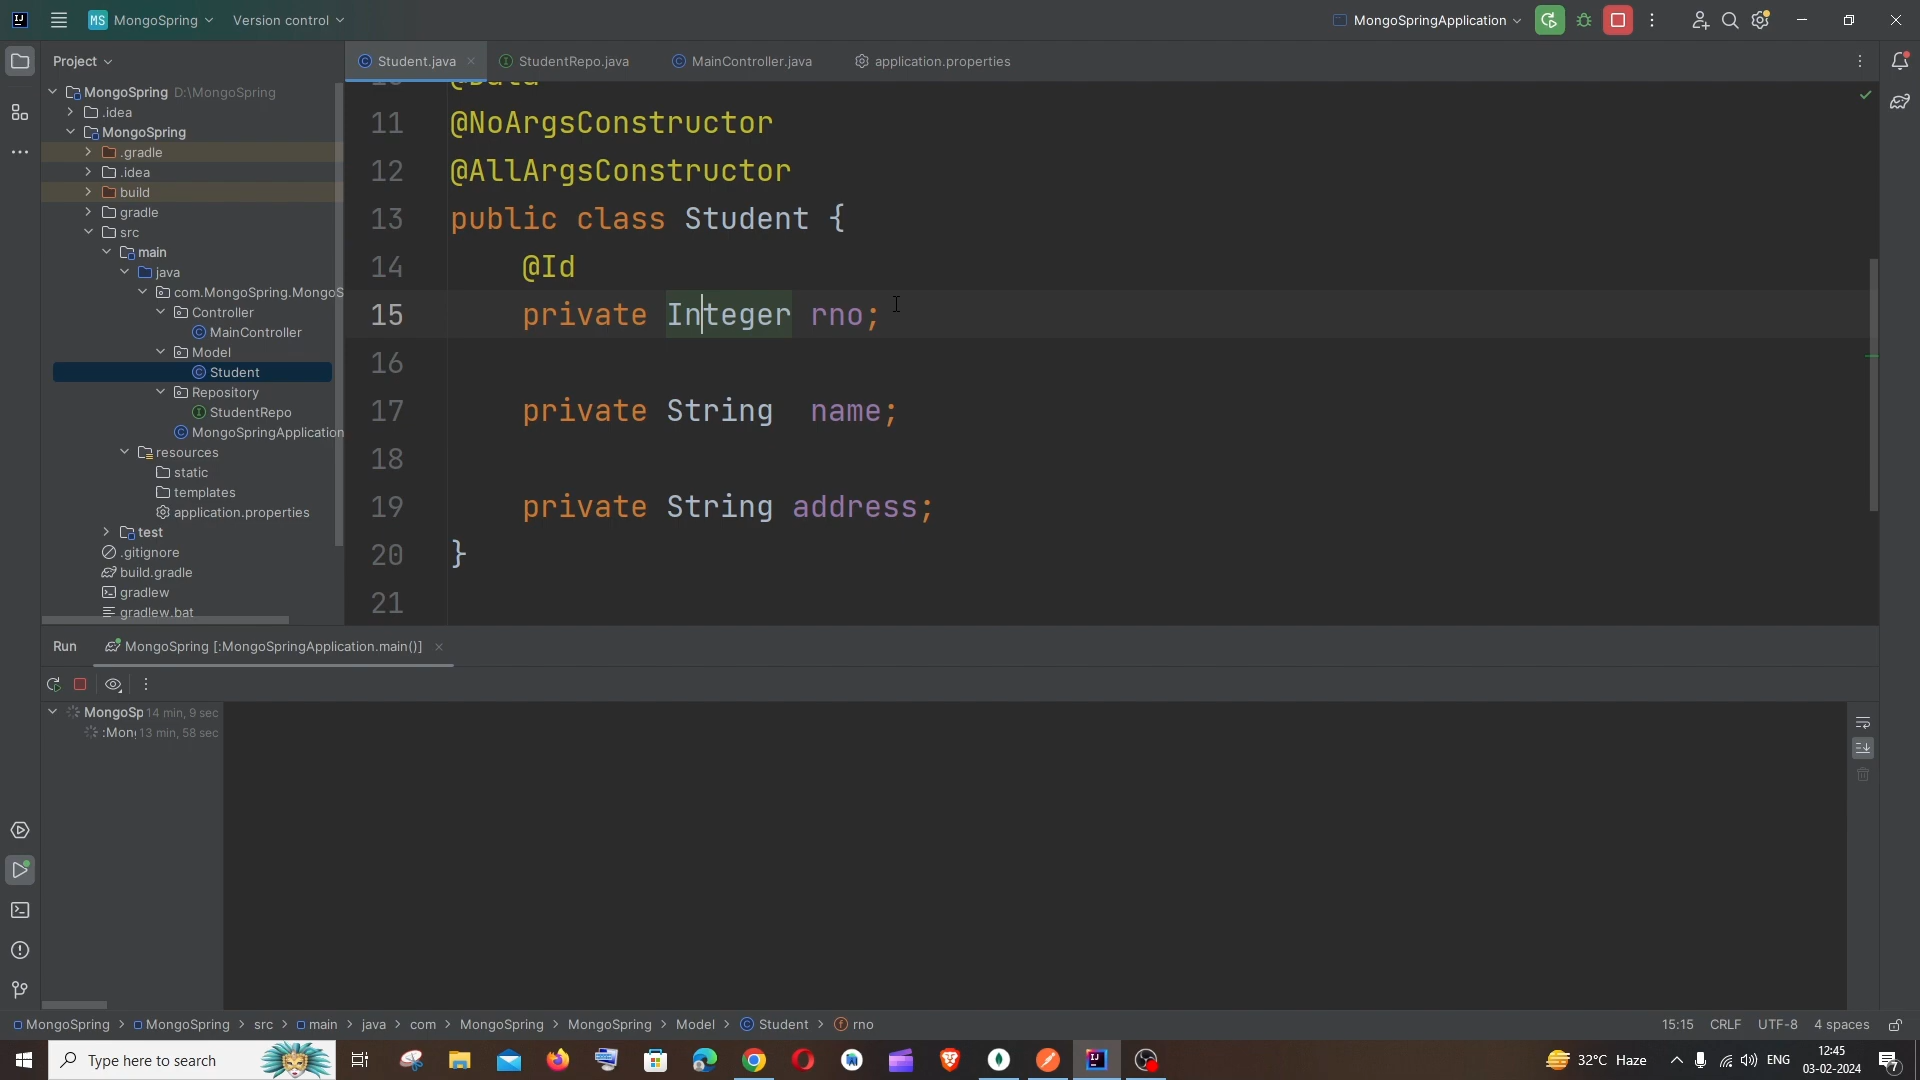 MS MongoSpring
Version control
MongoSpringApplication
Project
Student.java
StudentRepo.java
MainController.java
application.properties
MongoSpring D:\MongoSpring
.idea
MongoSpring
.gradle
.idea
build
gradle
src
main
java
com.MongoSpring.MongoS
Controller
MainController
Model
Student
Repository
StudentRepo
MongoSpringApplication
resources
static
templates
application.properties
test
.gitignore
build.gradle
gradlew
gradlew.bat
10 @Data
11 @NoArgsConstructor
12 @AllArgsConstructor
13 public class Student {
14 @Id
15 private Integer rno;
16
17 private String  name;
18
19 private String address;
20 }
21
Run MongoSpring [:MongoSpringApplication.main()]
MongoSp 14 min, 9 sec
:Mon 13 min, 58 sec
MongoSpring > MongoSpring > src > main > java > com > MongoSpring > MongoSpring > Model > Student > rno
15:15 CRLF UTF-8 4 spaces
Type here to search
32°C Haze
ENG
12:45
03-02-2024
7